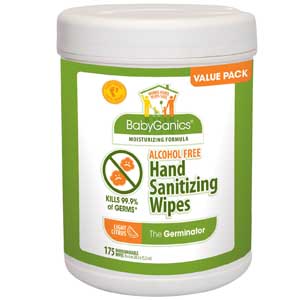 VALUE PACK
BabyGanics®
MOISTURIZING FORMULA
ALCOHOL FREE
Hand
Sanitizing
Wipes
KILLS 99.9%
of GERMS*
LIGHT
CITRUS
The Germinator
175